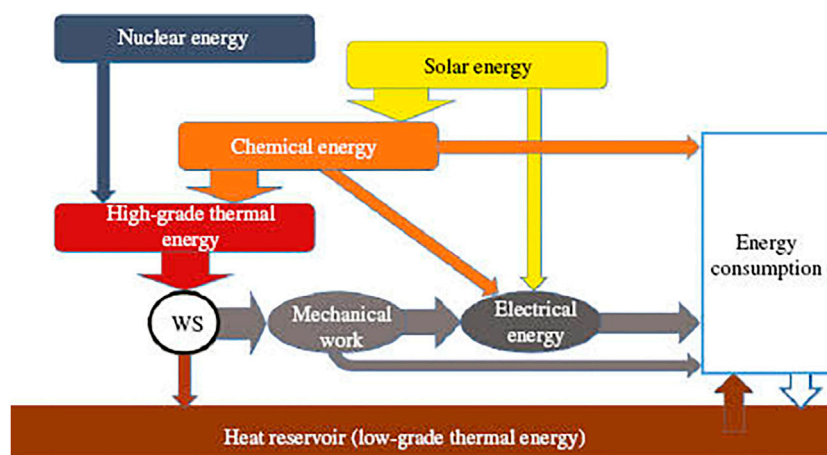 Nuclear energy
Solar energy
Chemical energy
High-grade thermal
energy
Energy
consumption
WS
Mechanical
work
Electrical
energy
Heat reservoir (low-grade thermal energy)